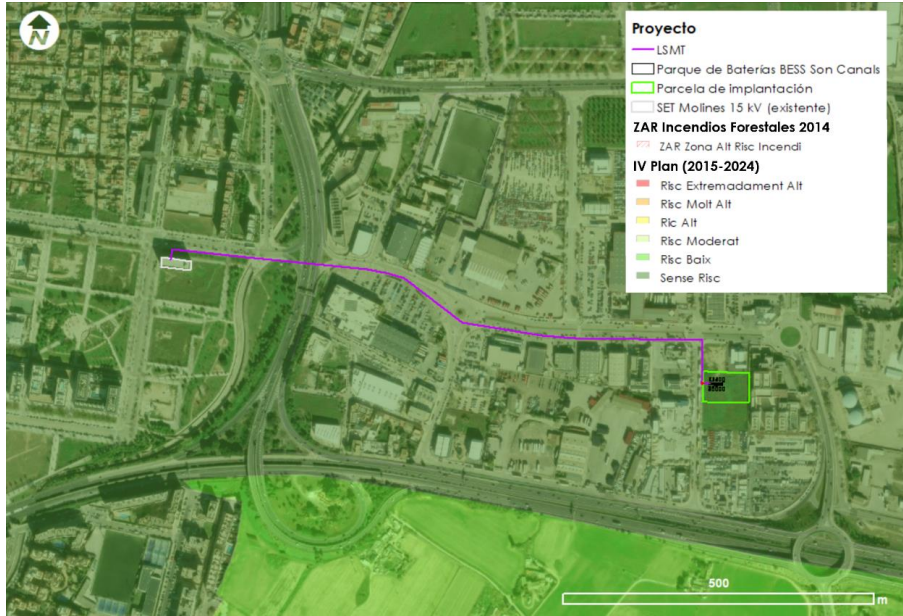 N
Proyecto
LSMT
Parque de Baterías BESS Son Canals
Parcela de implantación
SET Molines 15 kV (existente)
ZAR Incendios Forestales 2014
ZAR Zona Alt Risc Incendi
IV Plan (2015-2024)
Risc Extremadament Alt
Risc Molt Alt
Ric Alt
Risc Moderat
Risc Baix
Sense Risc
500
m